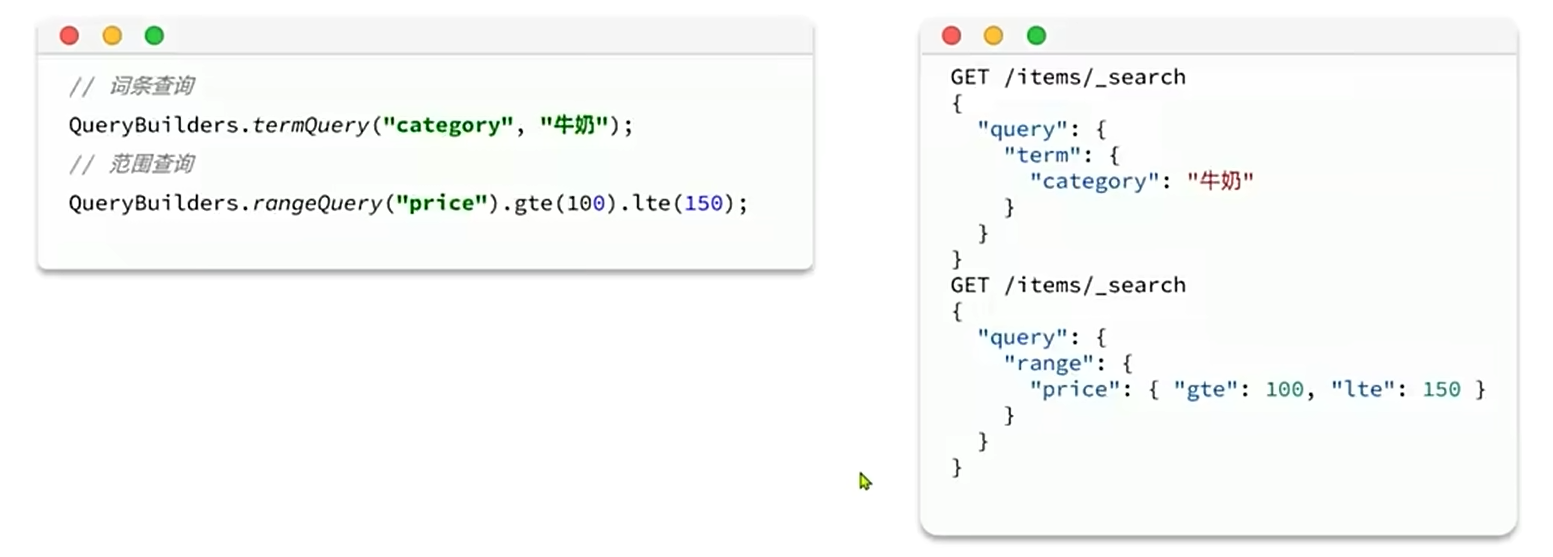 // 词条查询
QueryBuilders.termQuery("category", "牛奶");
// 范围查询
QueryBuilders.rangeQuery("price").gte(100).lte(150);
GET /items/_search
{
  "query": {
    "term": {
      "category": "牛奶"
    }
  }
}
GET /items/_search
{
  "query": {
    "range": {
      "price": { "gte": 100, "lte": 150 }
    }
  }
}